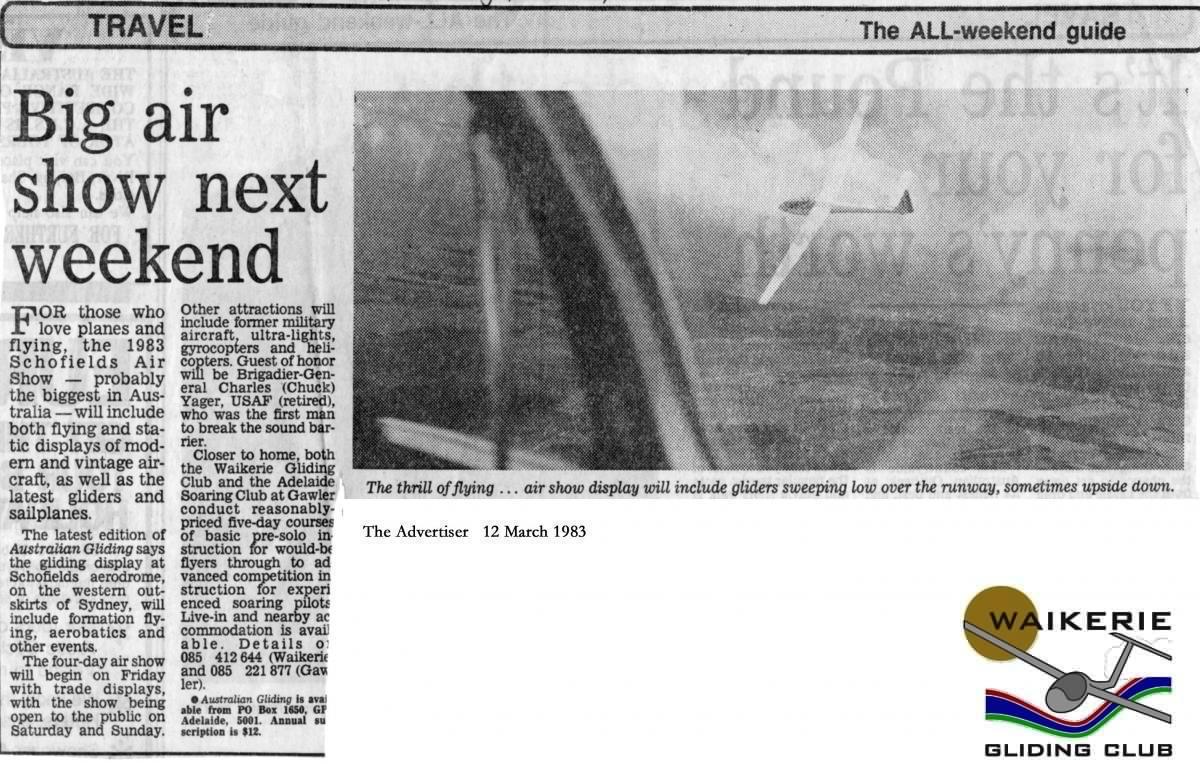 TRAVEL
The ALL-weekend guide
Big air
show next
weekend
FOR those who
love planes and
flying, the 1983
Schofields Air
Show — probably
the biggest in Aus-
tralia — will include
both flying and sta-
tic displays of mod-
ern and vintage air-
craft, as well as the
latest gliders and
sailplanes.
The latest edition of
Australian Gliding says
the gliding display at
Schofields aerodrome,
on the western out-
skirts of Sydney, will
include formation fly-
ing, aerobatics and
other events.
The four-day air show
will begin on Friday
with trade displays,
with the show being
open to the public on
Saturday and Sunday.
Other attractions will
include former military
aircraft, ultra-lights,
gyrocopters and heli-
copters. Guest of honor
will be Brigadier-Gen-
eral Charles (Chuck)
Yager, USAF (retired),
who was the first man
to break the sound bar-
rier.
Closer to home, both
the Waikerie Gliding
Club and the Adelaide
Soaring Club at Gawler
conduct reasonably-
priced five-day courses
of basic pre-solo in-
struction for would-be
flyers through to ad
vanced competition in
struction for experi
enced soaring pilots
Live-in and nearby ac
commodation is avai
able. Details o
085 412 644 (Waikerie
and 085 221 877 (Gaw
ler).
● Australian Gliding is avai
able from PO Box 1650, GP
Adelaide, 5001. Annual su
scription is $12.
The thrill of flying ... air show display will include gliders sweeping low over the runway, sometimes upside down.
The Advertiser 12 March 1983
WAIKERIE
GLIDING CLUB